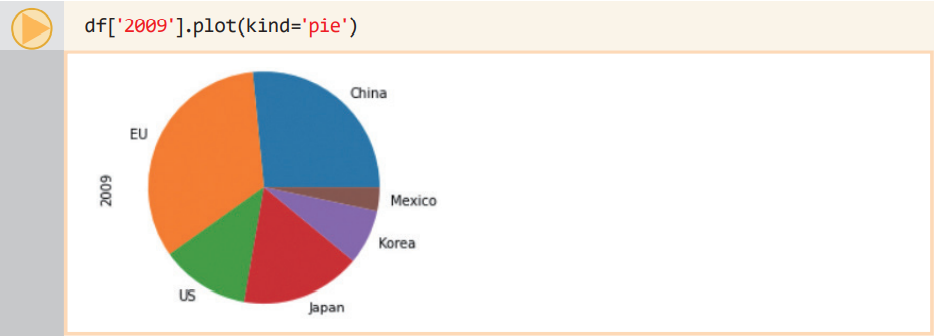 df['2009'].plot(kind='pie')
China
EU
2009
Mexico
Korea
US
Japan